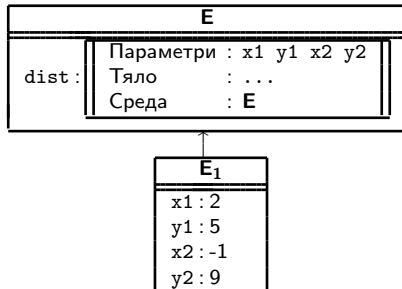 E
dist : Параметри : x1 y1 x2 y2
Тяло : ...
Среда : E
E₁
x1 : 2
y1 : 5
x2 : -1
y2 : 9